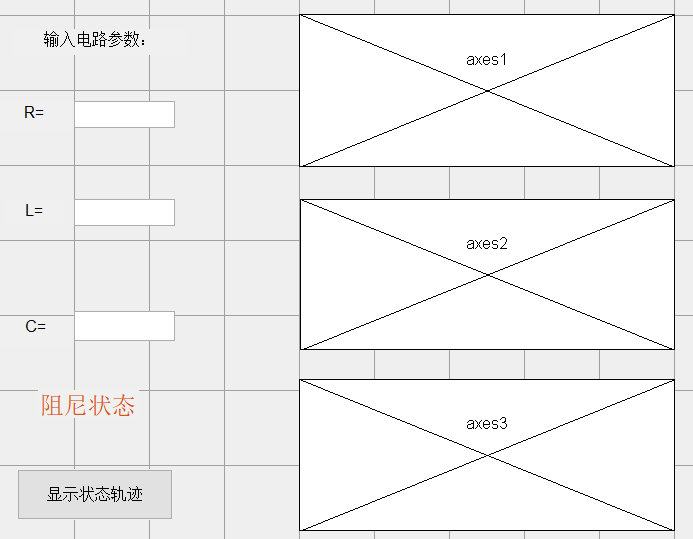 输入电路参数：
R=
L=
C=
阻尼状态
显示状态轨迹
axes1
axes2
axes3